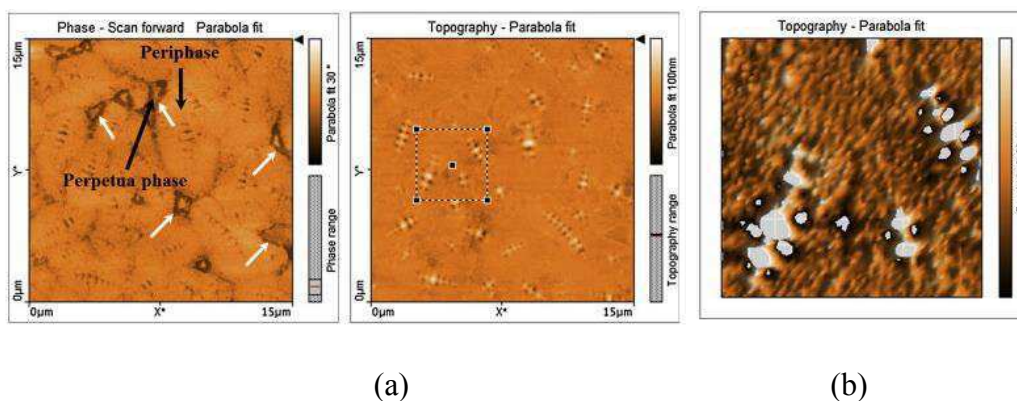 Phase - Scan forward Parabola fit
Periphase
Perpetua phase
15µm
Y*
0µm
0µm
X*
15µm
Parabola fit 30°
Phase range
Topography - Parabola fit
15µm
Y*
0µm
0µm
X*
15µm
Parabola fit 100nm
Topography range
Topography - Parabola fit
(a)
(b)